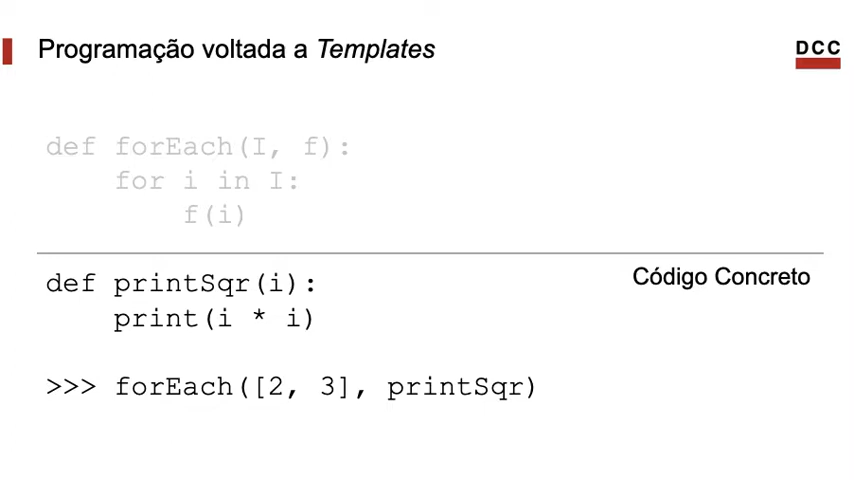 Programação voltada a Templates
DCC
def forEach(I, f):
    for i in I:
        f(i)
def printSqr(i):
Código Concreto
    print(i * i)
>>> forEach([2, 3], printSqr)